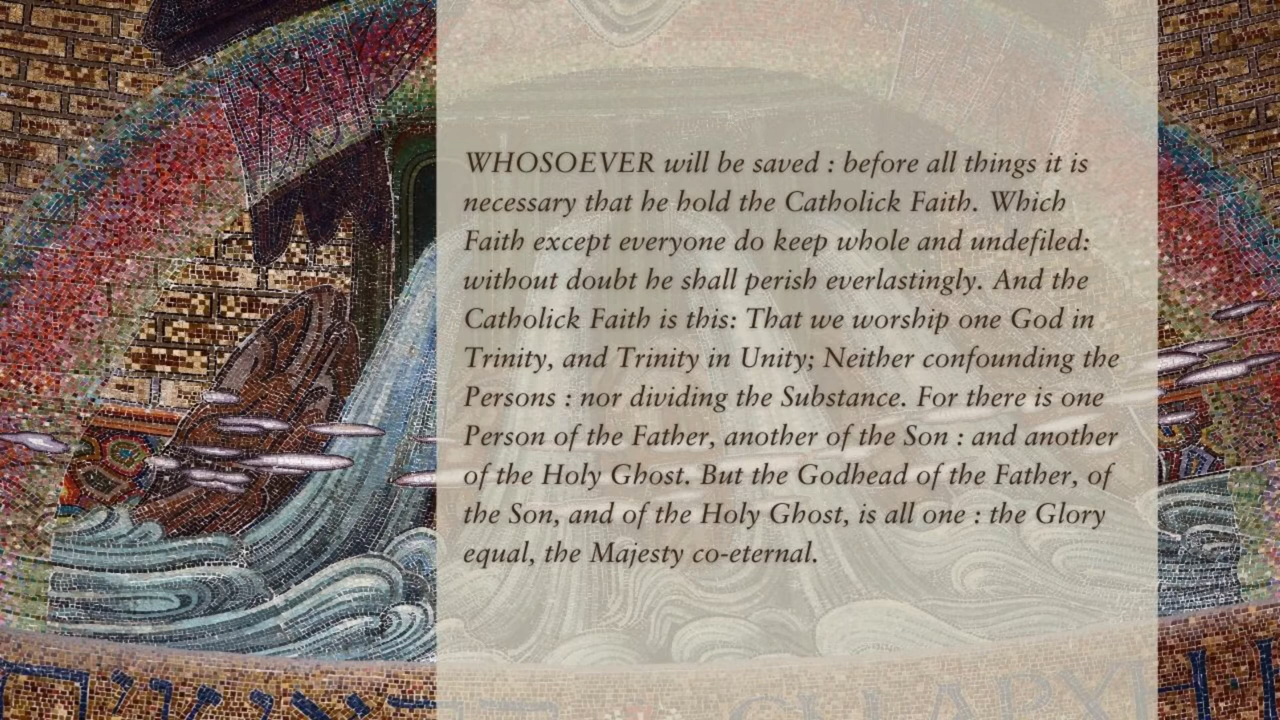 WHOSOEVER will be saved : before all things it is
necessary that he hold the Catholick Faith. Which
Faith except everyone do keep whole and undefiled:
without doubt he shall perish everlastingly. And the
Catholick Faith is this: That we worship one God in
Trinity, and Trinity in Unity; Neither confounding the
Persons : nor dividing the Substance. For there is one
Person of the Father, another of the Son : and another
of the Holy Ghost. But the Godhead of the Father, of
the Son, and of the Holy Ghost, is all one : the Glory
equal, the Majesty co-eternal.